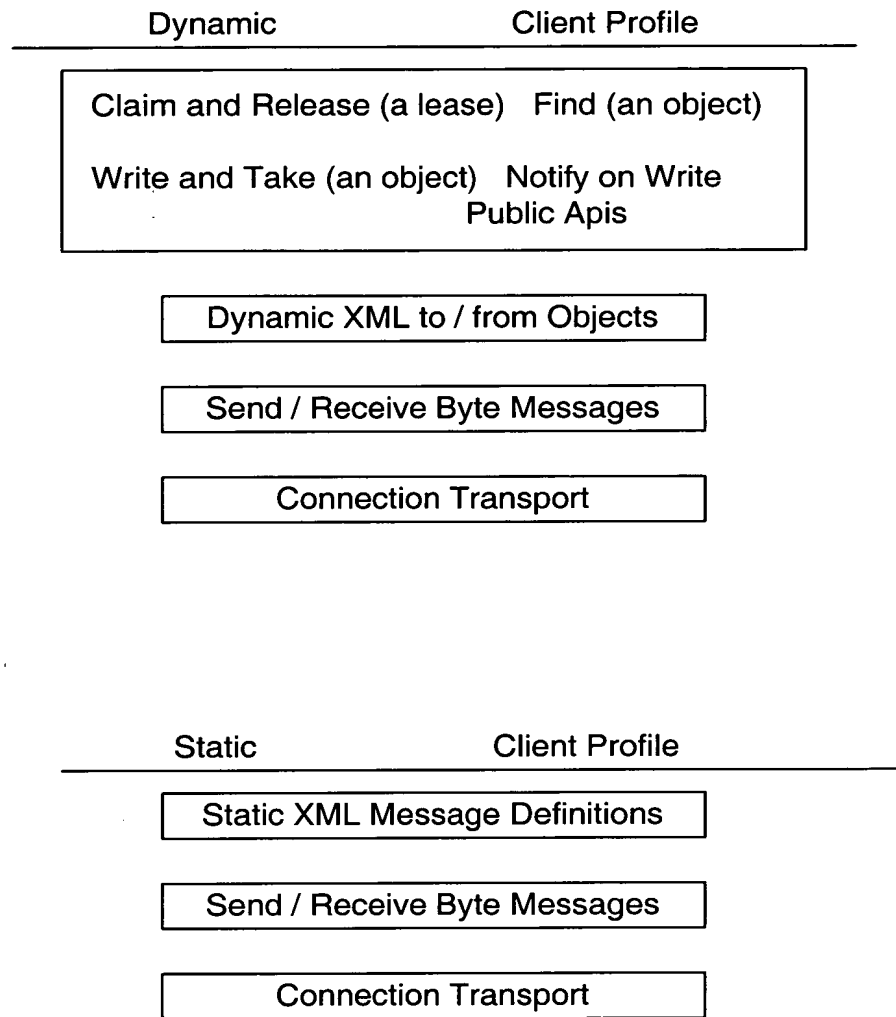 Dynamic Client Profile
Claim and Release (a lease) Find (an object)
Write and Take (an object) Notify on Write
Public Apis
Dynamic XML to / from Objects
Send / Receive Byte Messages
Connection Transport
Static Client Profile
Static XML Message Definitions
Send / Receive Byte Messages
Connection Transport